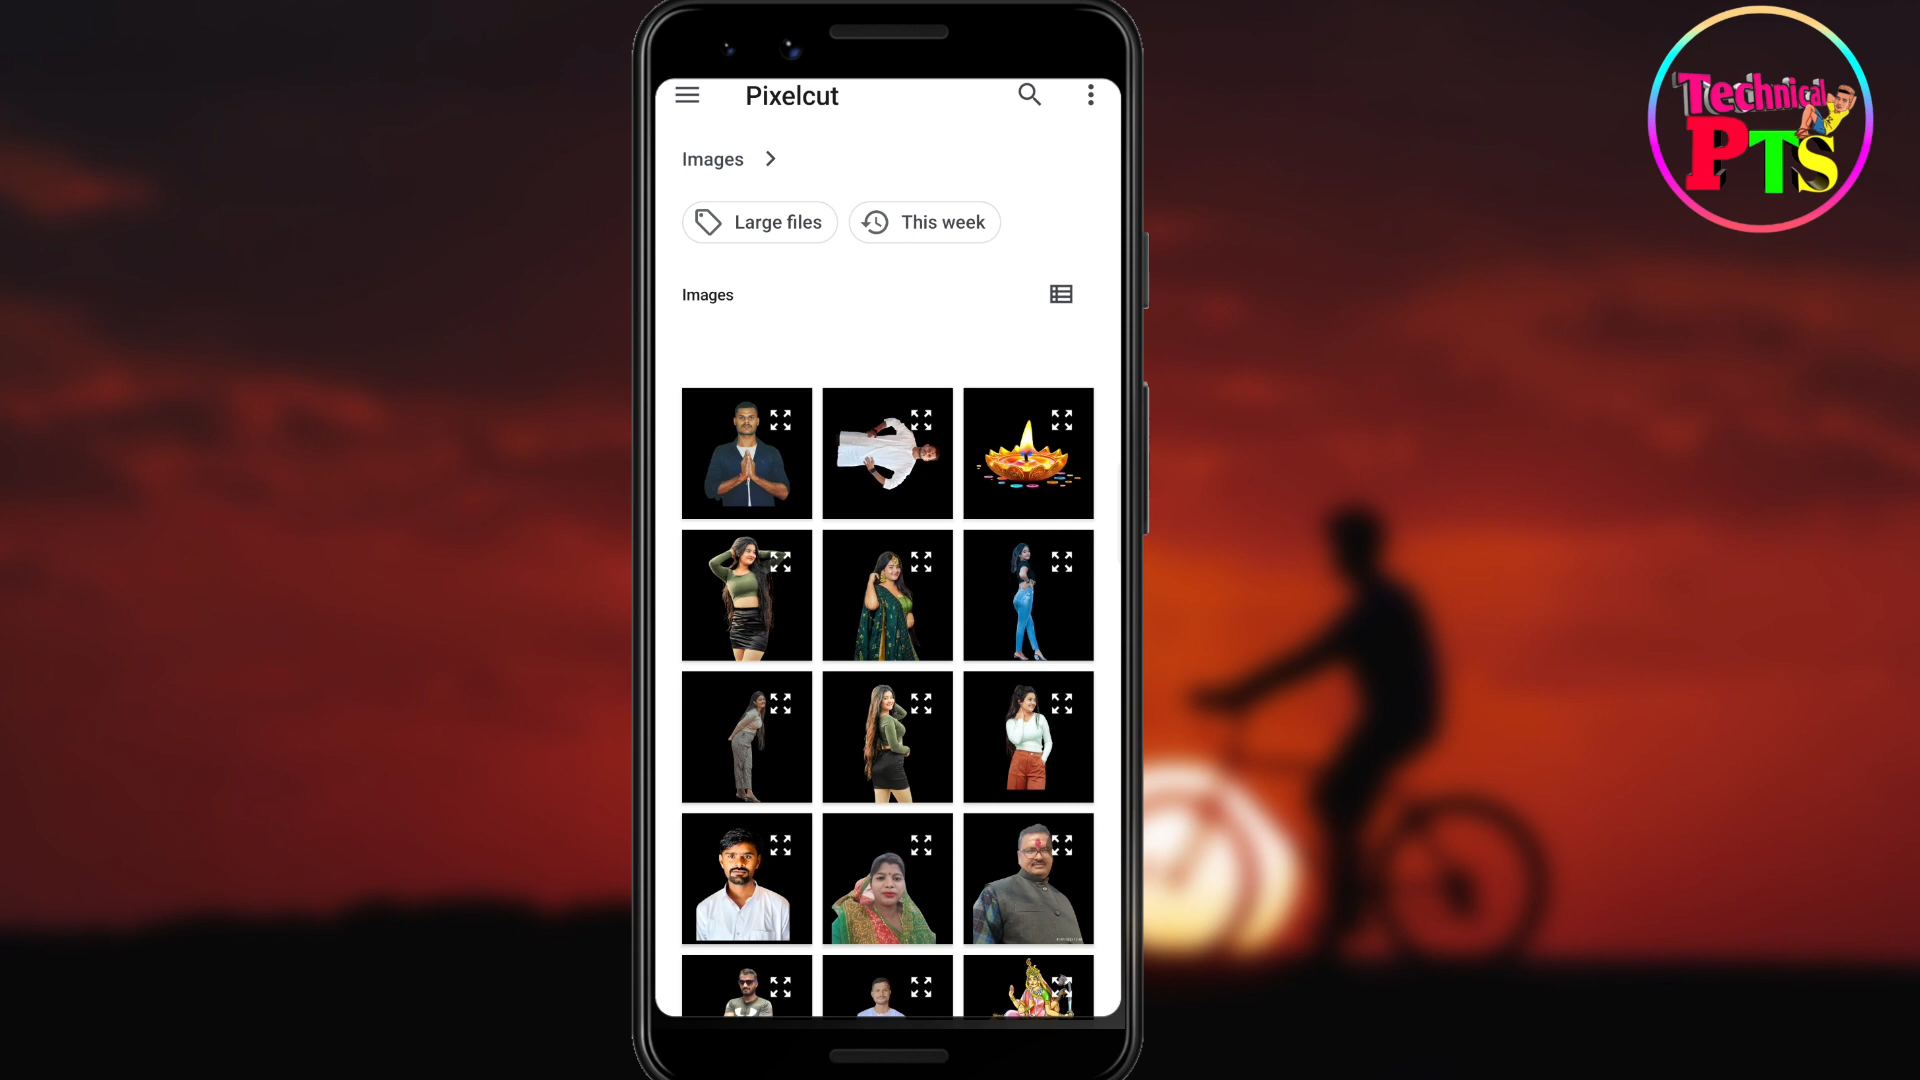 Pixelcut
Images
Large files
This week
Images
Technical
PTS